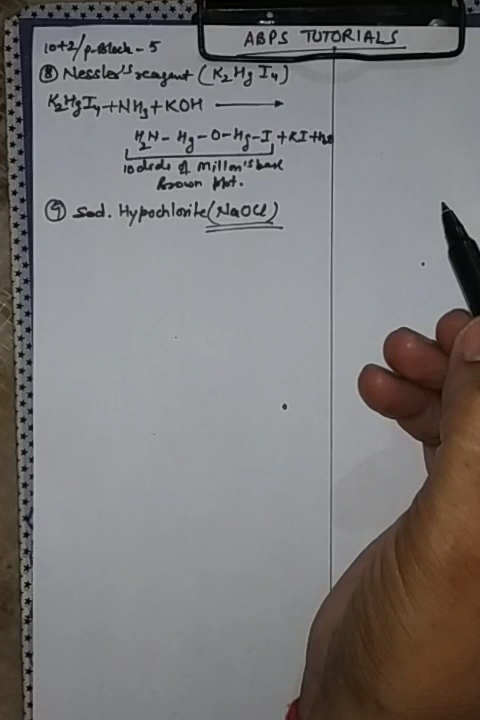 ABPS TUTORIALS
10+2/p-Block-5
⑧ Nessler's reagent (K₂HgI₄)
K₂HgI₄+NH₃+KOH ⟶
H₂N-Hg-O-Hg-I+KI+H₂O
iodide of Millon's base
Brown ppt.
⑨ Sod. Hypochlorite (NaOCl)